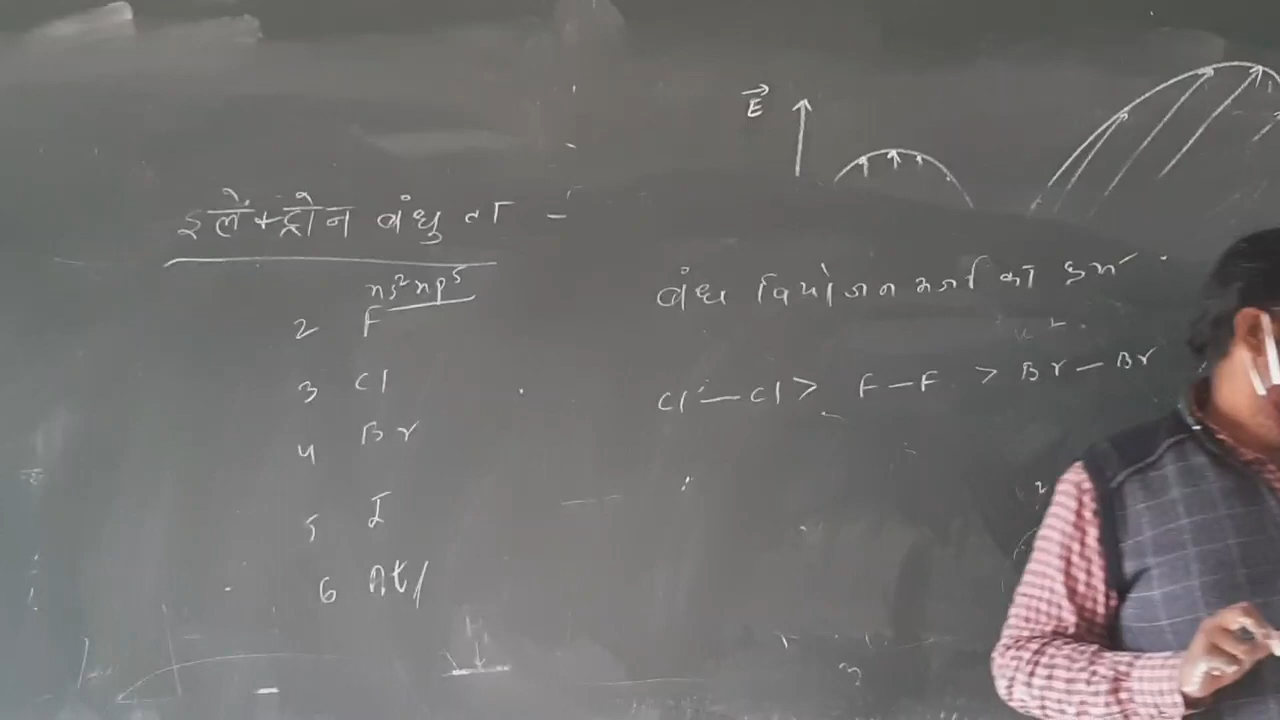 E
इलेक्ट्रॉन बंधुता -
ns²np⁵
2 F
3 Cl
4 Br
5 I
6 At
बंध वियोजन ऊर्जा का क्रम
Cl—Cl > F—F > Br—Br